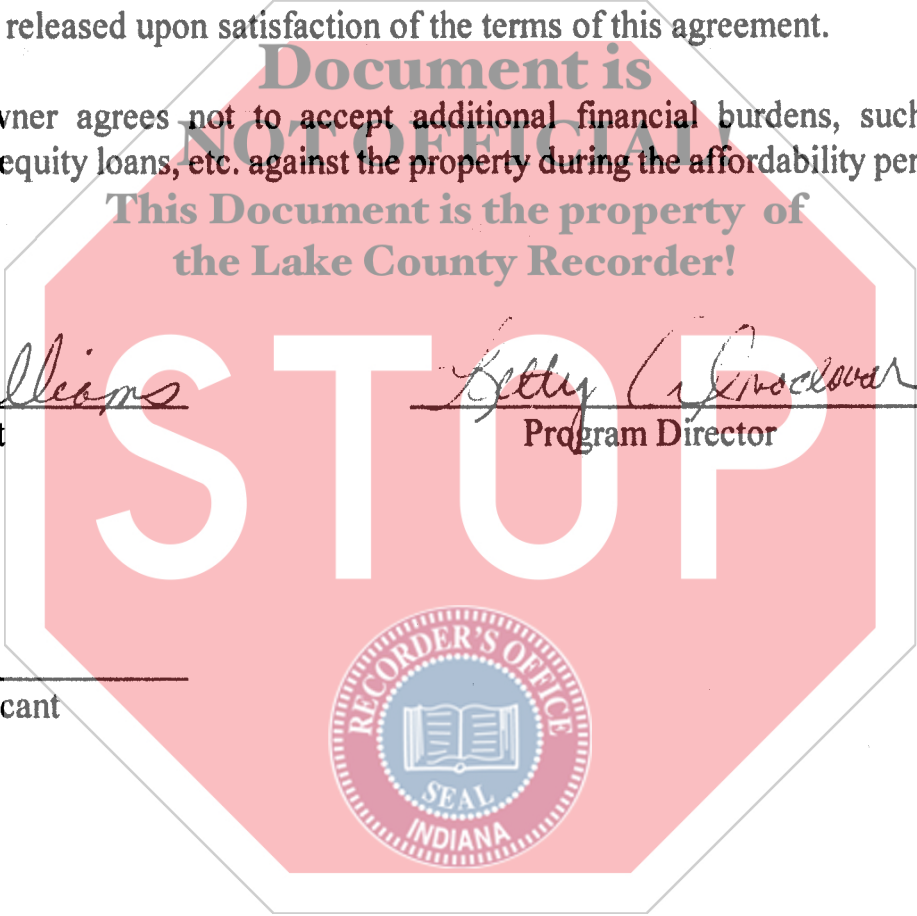 released upon satisfaction of the terms of this agreement.
Document is
wner agrees not to accept additional financial burdens, such
NOT OFFICIAL!
equity loans, etc. against the property during the affordability per
This Document is the property of
the Lake County Recorder!
STOP
lliams
Betty
t
Program Director
cant
RECORDER'S OFFICE
SEAL
INDIANA